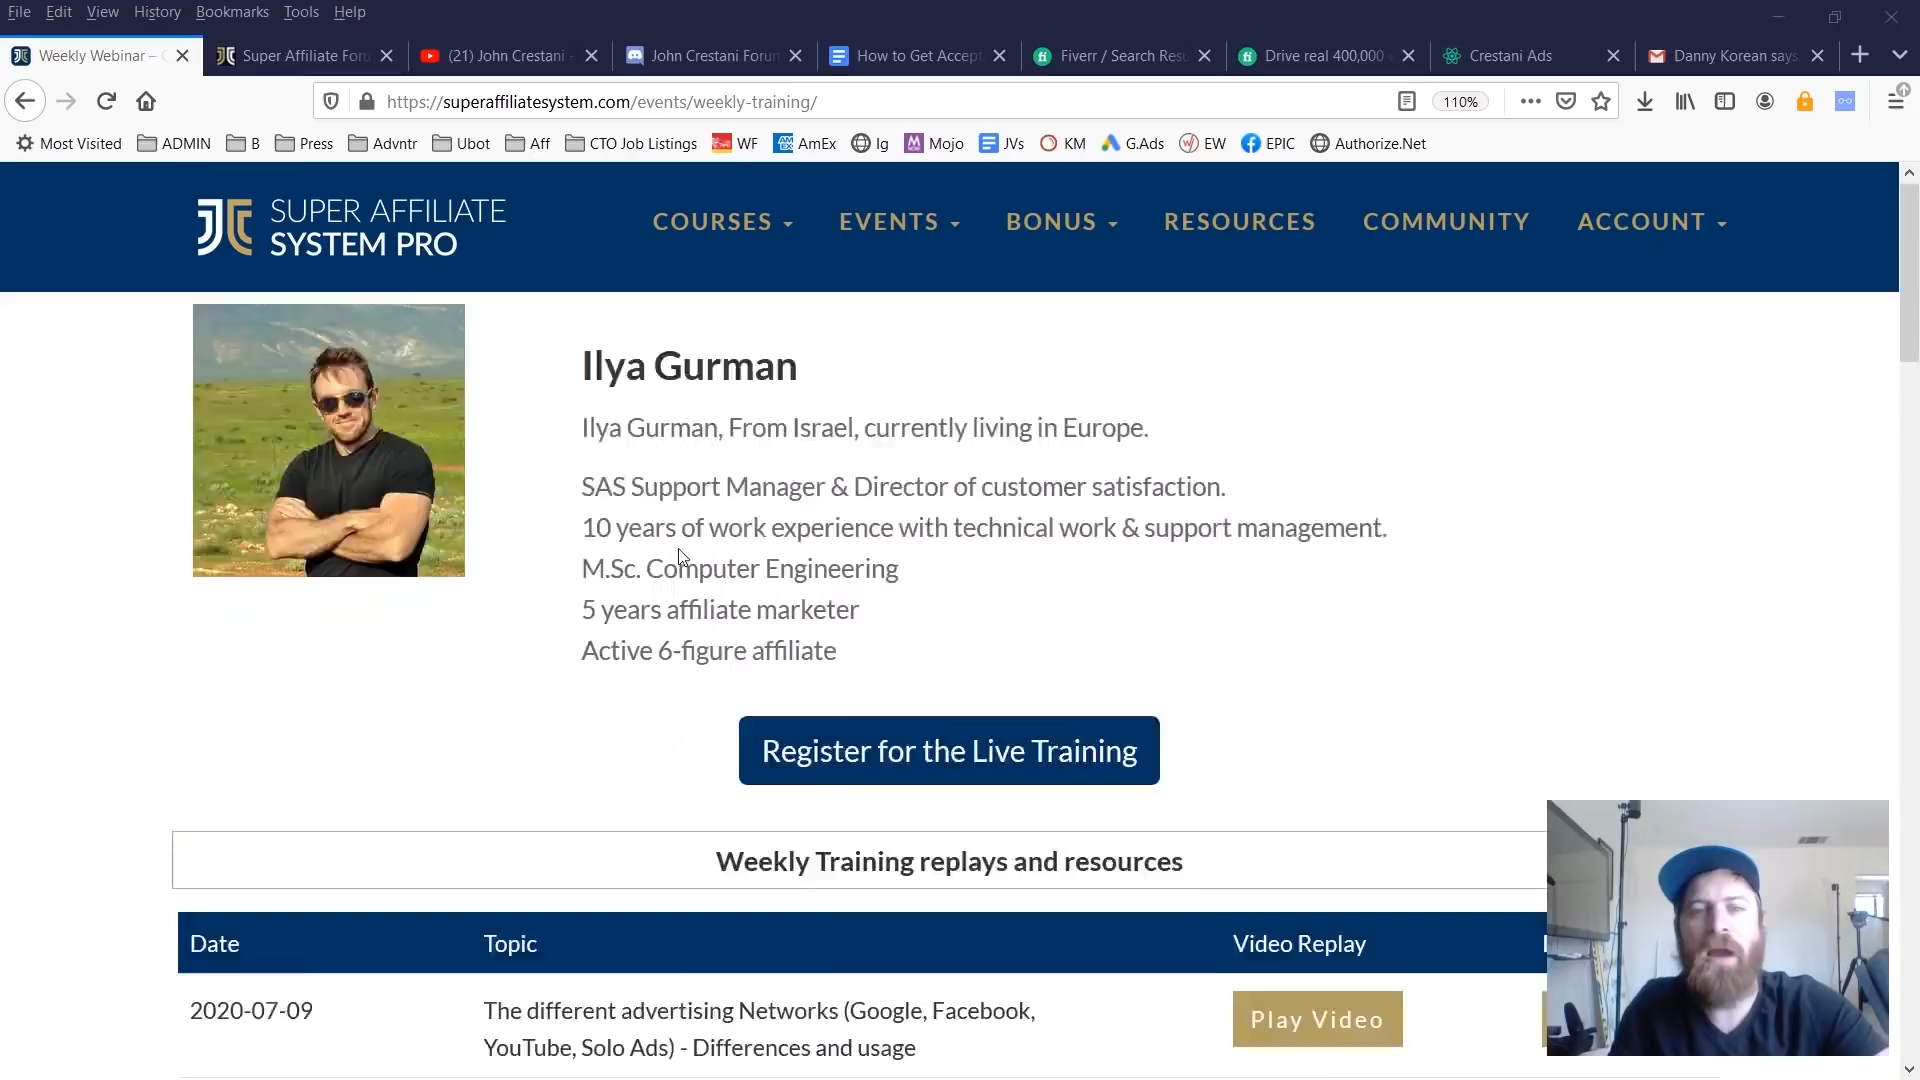 File Edit View History Bookmarks Tools Help
Weekly Webinar – Super Affiliate Foru (21) John Crestani - John Crestani Forun How to Get Accept Fiverr / Search Resu Drive real 400,000 Crestani Ads Danny Korean says
https://superaffiliatesystem.com/events/weekly-training/ 110%
Most Visited ADMIN B Press Advntr Ubot Aff CTO Job Listings WF AmEx Ig Mojo JVs KM G.Ads EW EPIC Authorize.Net
SUPER AFFILIATE
SYSTEM PRO
COURSES EVENTS BONUS RESOURCES COMMUNITY ACCOUNT
Ilya Gurman
Ilya Gurman, From Israel, currently living in Europe.
SAS Support Manager & Director of customer satisfaction.
10 years of work experience with technical work & support management.
M.Sc. Computer Engineering
5 years affiliate marketer
Active 6-figure affiliate
Register for the Live Training
Weekly Training replays and resources
Date Topic Video Replay
2020-07-09 The different advertising Networks (Google, Facebook,
YouTube, Solo Ads) - Differences and usage
Play Video